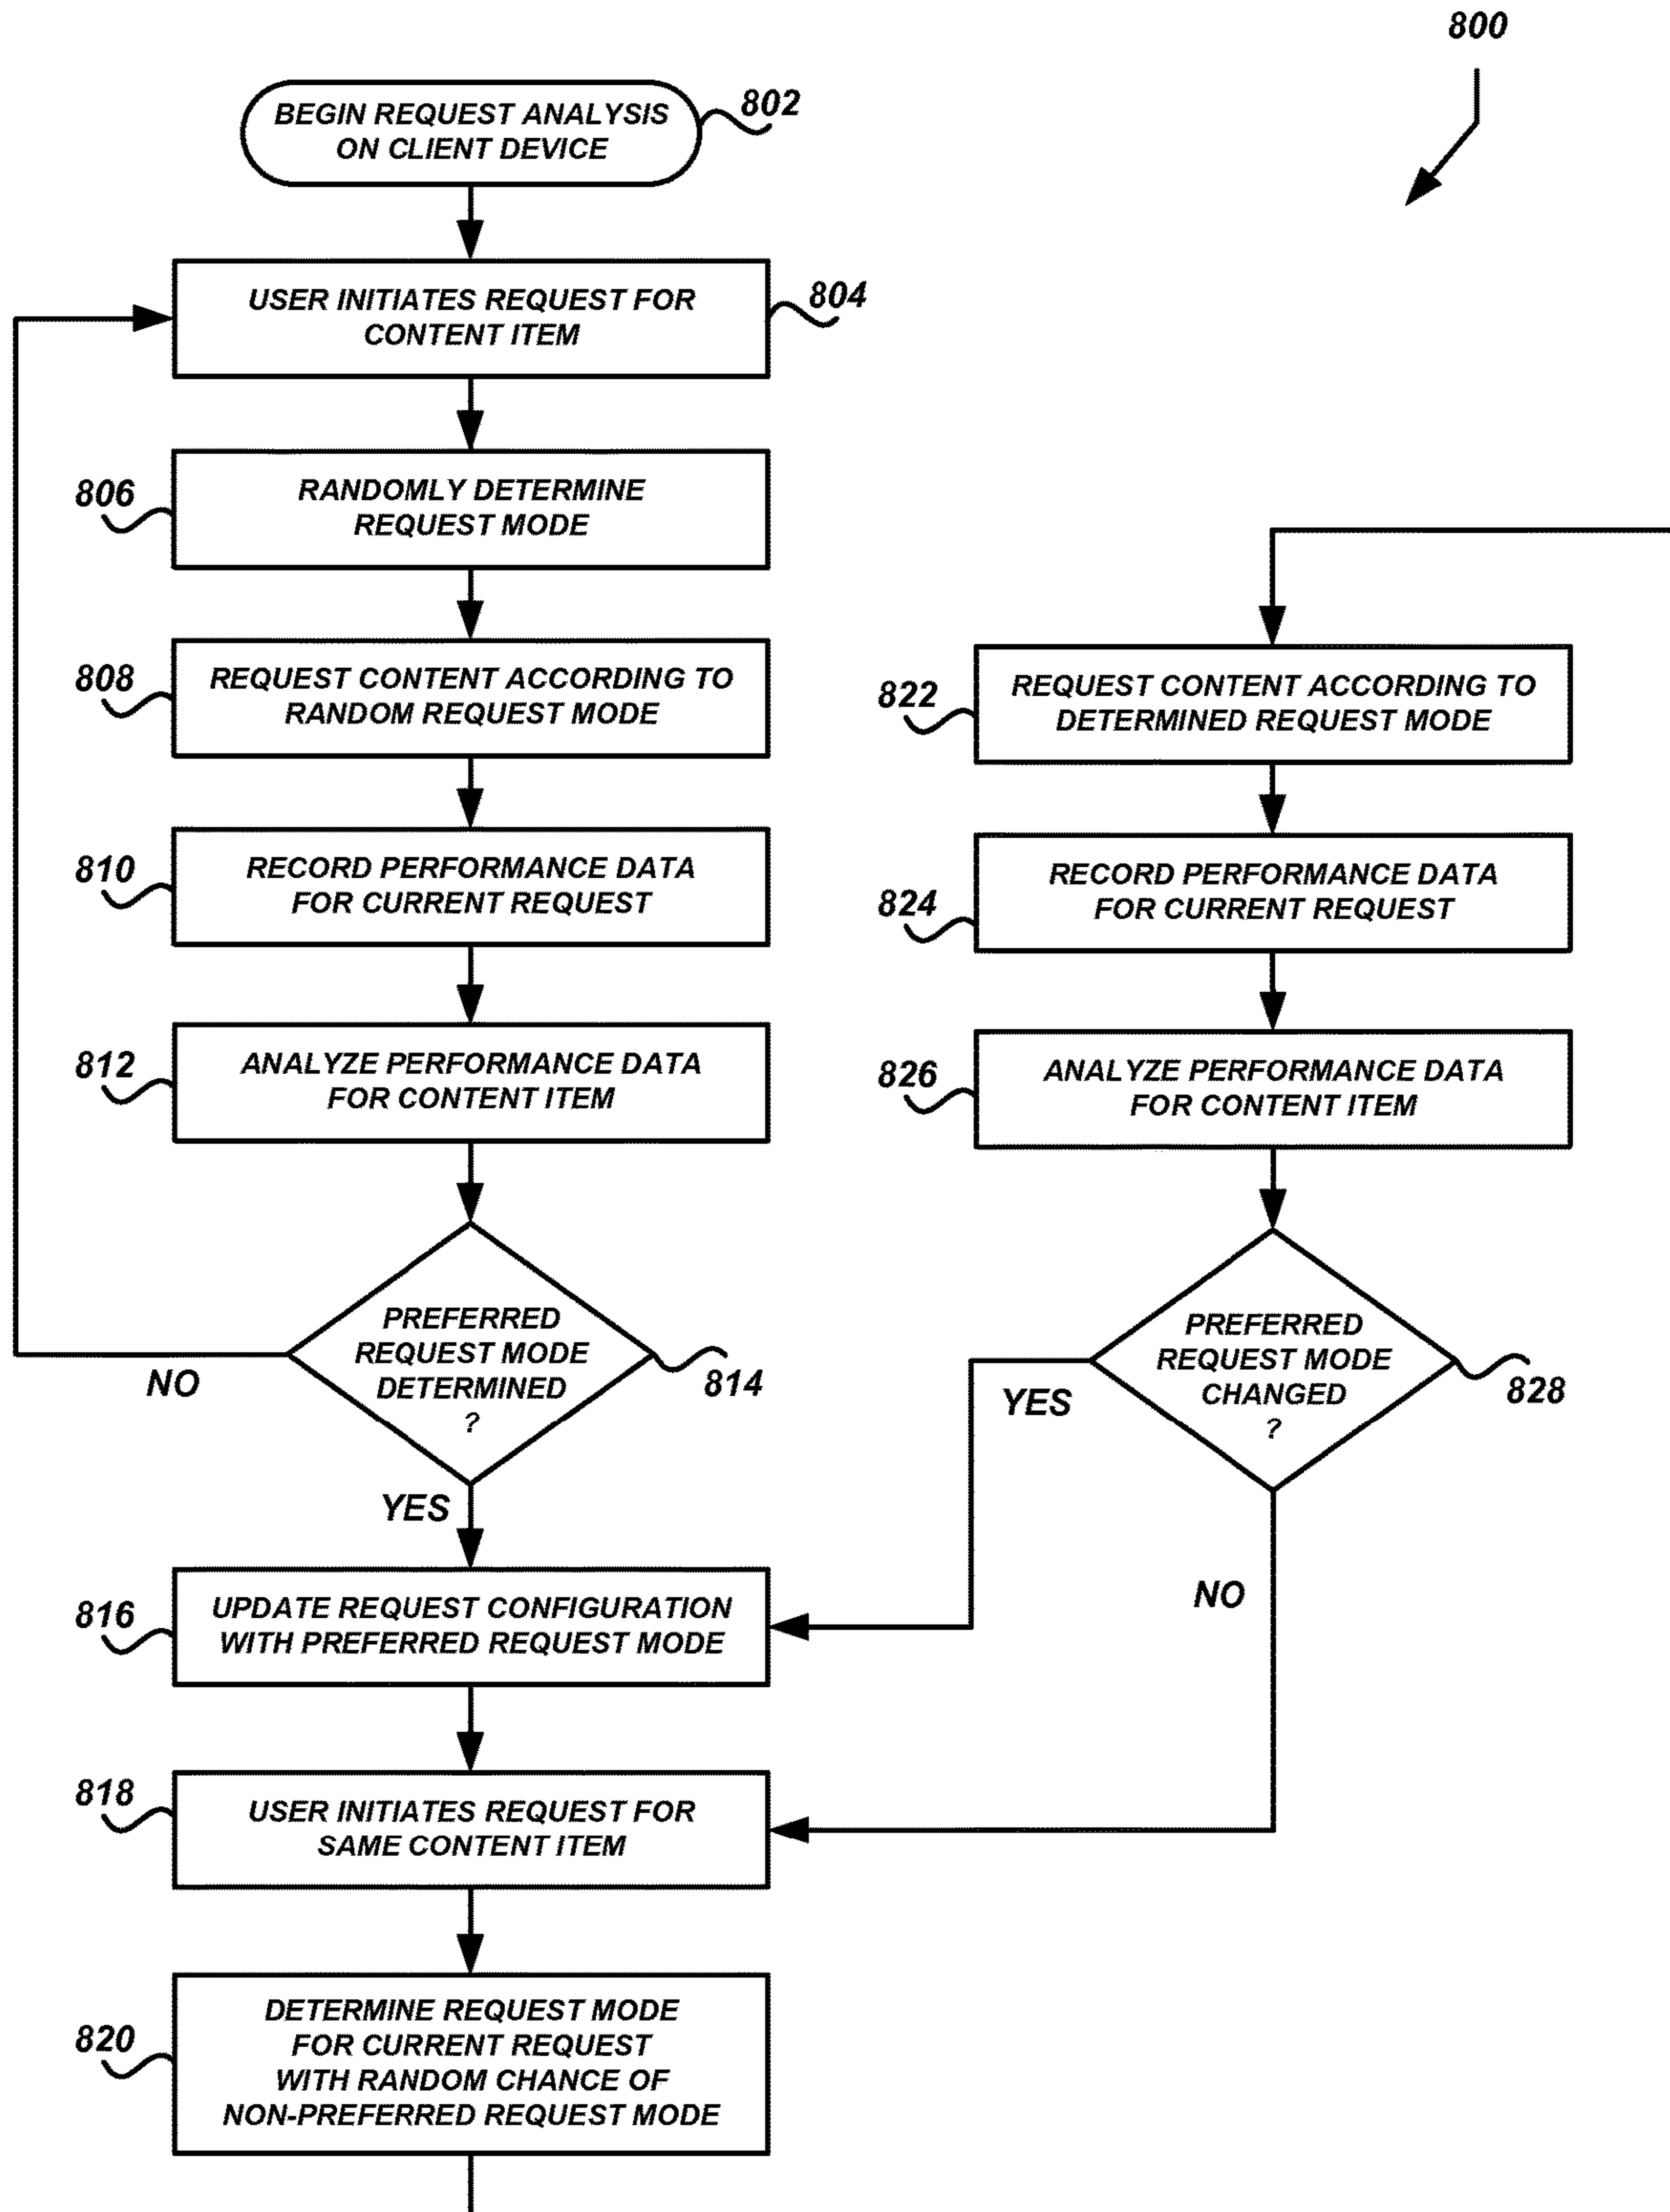 800
BEGIN REQUEST ANALYSIS
ON CLIENT DEVICE
802
USER INITIATES REQUEST FOR
CONTENT ITEM
804
806
RANDOMLY DETERMINE
REQUEST MODE
808
REQUEST CONTENT ACCORDING TO
RANDOM REQUEST MODE
810
RECORD PERFORMANCE DATA
FOR CURRENT REQUEST
812
ANALYZE PERFORMANCE DATA
FOR CONTENT ITEM
PREFERRED
REQUEST MODE
DETERMINED
?
814
NO
YES
816
UPDATE REQUEST CONFIGURATION
WITH PREFERRED REQUEST MODE
818
USER INITIATES REQUEST FOR
SAME CONTENT ITEM
820
DETERMINE REQUEST MODE
FOR CURRENT REQUEST
WITH RANDOM CHANCE OF
NON-PREFERRED REQUEST MODE
822
REQUEST CONTENT ACCORDING TO
DETERMINED REQUEST MODE
824
RECORD PERFORMANCE DATA
FOR CURRENT REQUEST
826
ANALYZE PERFORMANCE DATA
FOR CONTENT ITEM
PREFERRED
REQUEST MODE
CHANGED
?
828
YES
NO